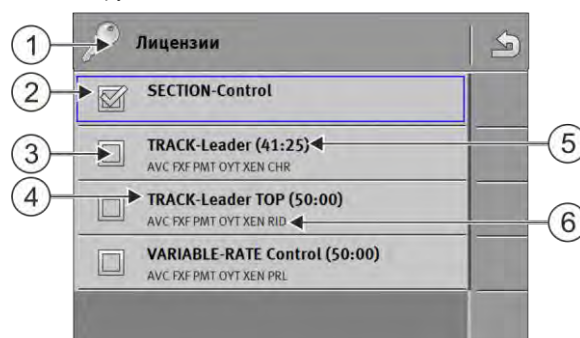 1
Лицензии
2
SECTION-Control
3
TRACK-Leader (41:25)
5
AVC FXF PMT OYT XEN CHR
4
TRACK-Leader TOP (50:00)
AVC FXF PMT OYT XEN RID
6
VARIABLE-RATE Control (50:00)
AVC FXF PMT OYT XEN PRL